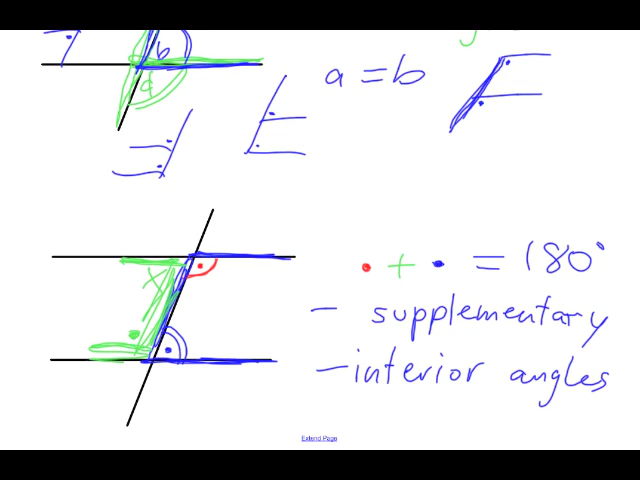 b
a
a = b
x
+ = 180°
- supplementary
- interior angles
Extend Page